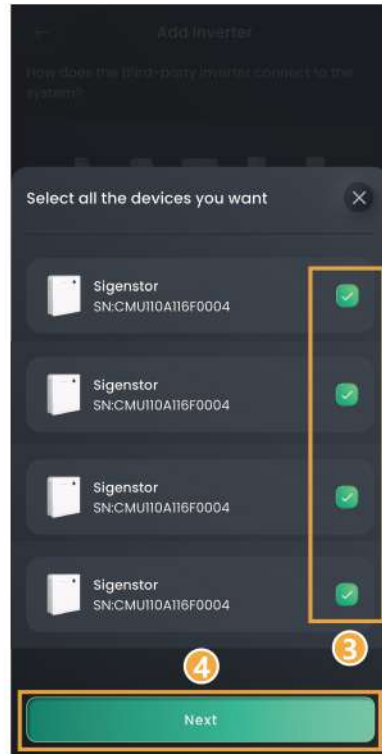 Add Inverter
How does the third-party inverter connect to the
system?
Select all the devices you want
Sigenstor
SN:CMU110A116F0004
Sigenstor
SN:CMU110A116F0004
Sigenstor
SN:CMU110A116F0004
Sigenstor
SN:CMU110A116F0004
4
3
Next